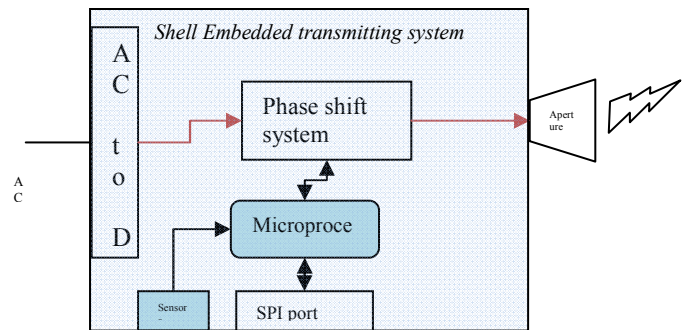 Shell Embedded transmitting system
A
C
t
o
D
Phase shift
system
Apert
ure
A
C
Microproce
Sensor
SPI port